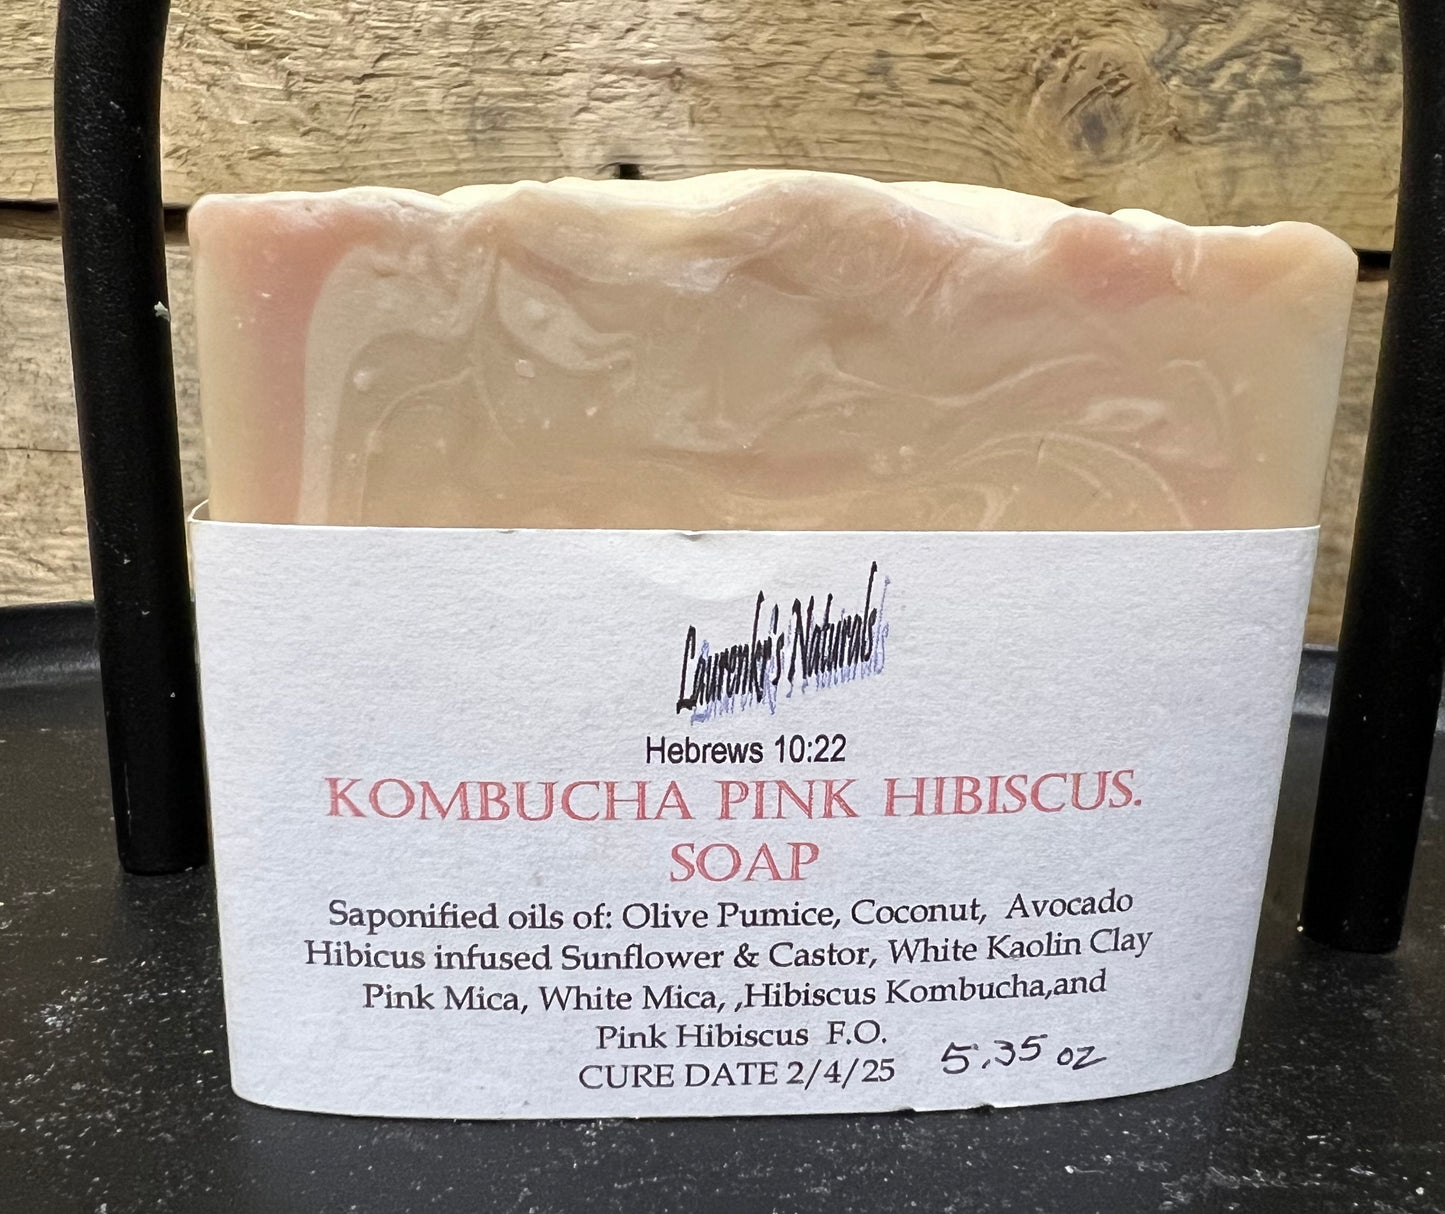 Laurenkr's Naturals
Hebrews 10:22
KOMBUCHA PINK HIBISCUS.
SOAP
Saponified oils of: Olive Pumice, Coconut, Avocado
Hibicus infused Sunflower & Castor, White Kaolin Clay
Pink Mica, White Mica, ,Hibiscus Kombucha,and
Pink Hibiscus F.O.
CURE DATE 2/4/25 5.35 oz